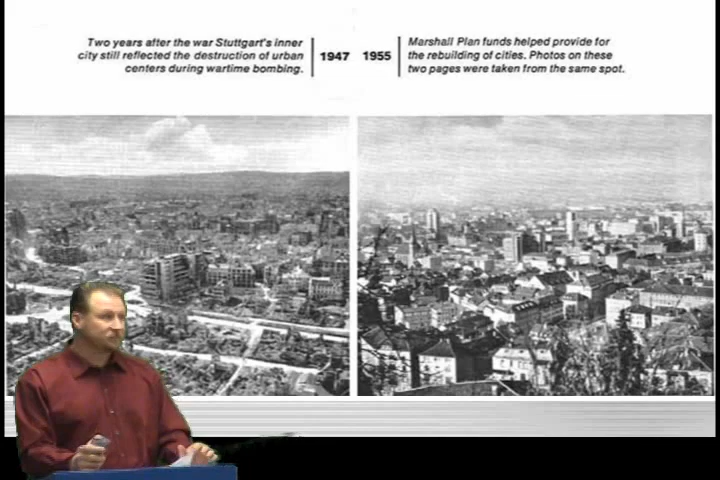 Two years after the war Stuttgart's inner
city still reflected the destruction of urban
centers during wartime bombing.
1947
1955
Marshall Plan funds helped provide for
the rebuilding of cities. Photos on these
two pages were taken from the same spot.